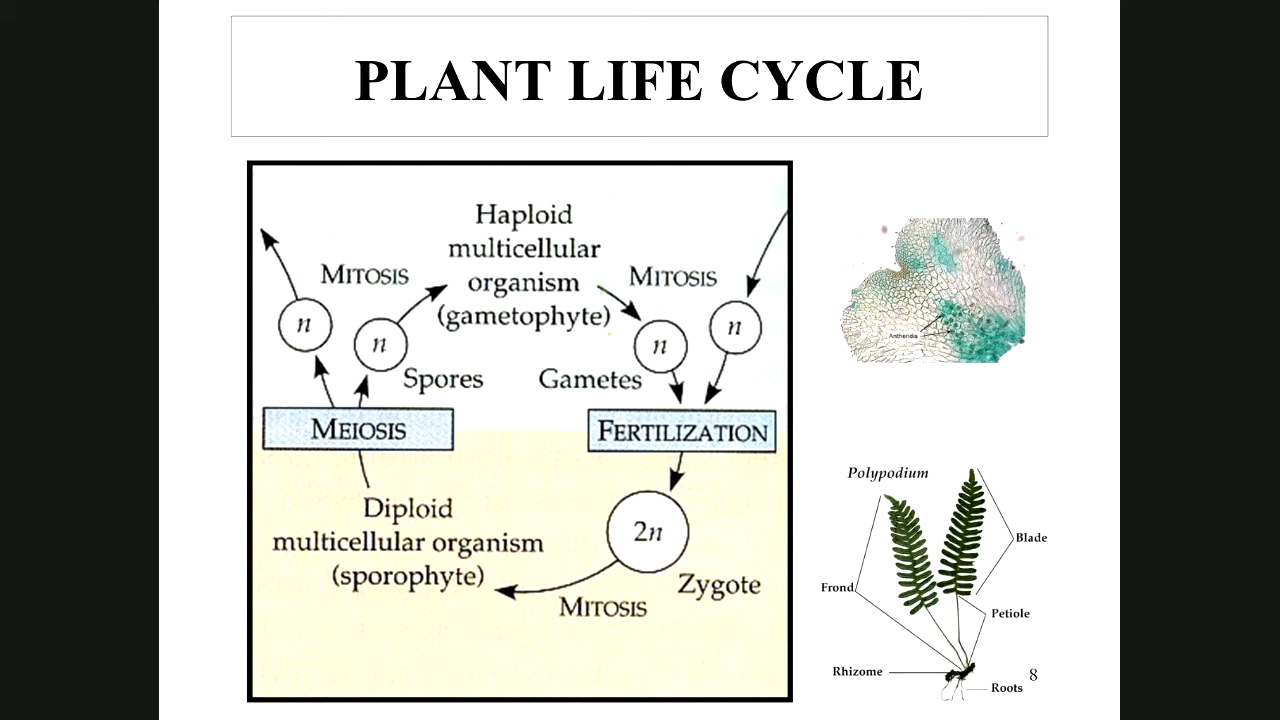 PLANT LIFE CYCLE
Haploid
multicellular
organism
(gametophyte)
MITOSIS
MITOSIS
n
n
n
n
Spores
Gametes
MEIOSIS
FERTILIZATION
Diploid
multicellular organism
(sporophyte)
2n
Zygote
MITOSIS
Antheridia
Polypodium
Blade
Frond
Petiole
Rhizome
Roots
8